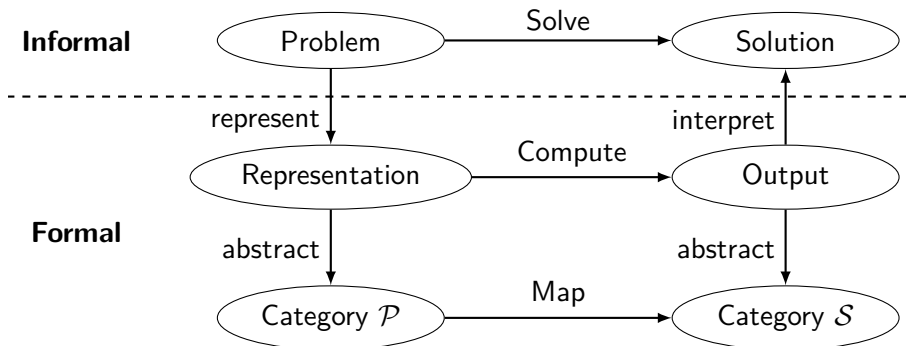 Solve
Informal Problem Solution
represent interpret
Compute
Representation Output
Formal
abstract abstract
Map
Category 𝒫 Category 𝒮